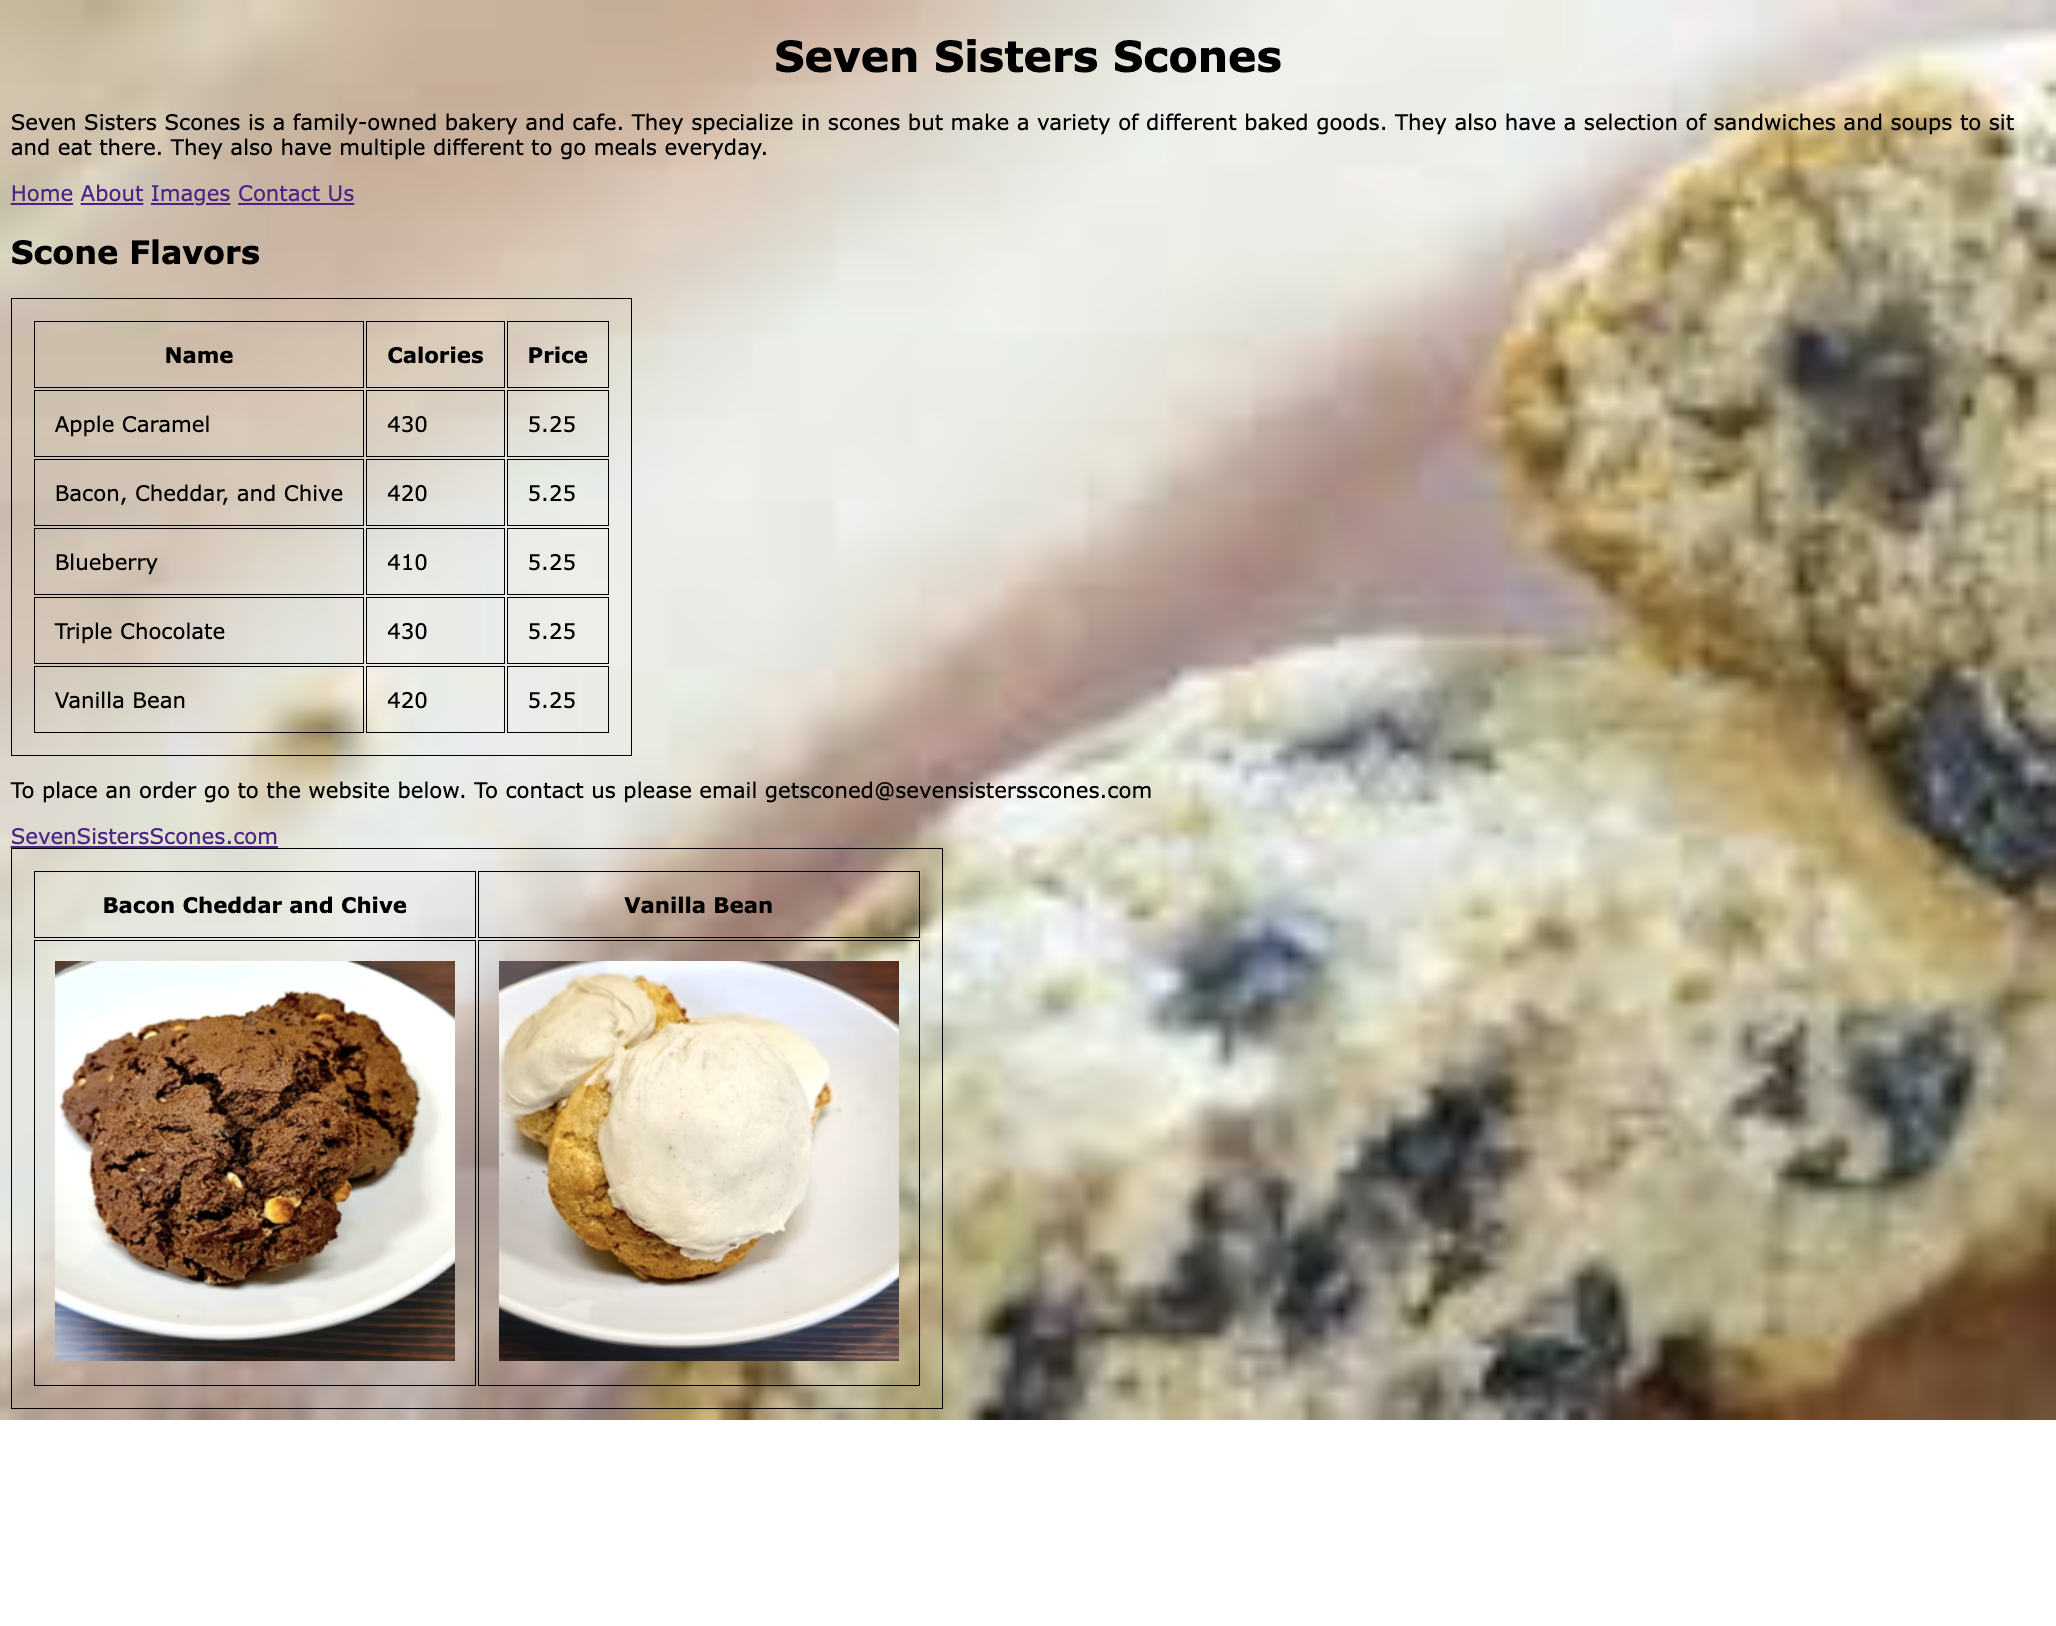 Seven Sisters Scones
Seven Sisters Scones is a family-owned bakery and cafe. They specialize in scones but make a variety of different baked goods. They also have a selection of sandwiches and soups to sit
and eat there. They also have multiple different to go meals everyday.
Home About Images Contact Us
Scone Flavors
Name Calories Price
Apple Caramel 430 5.25
Bacon, Cheddar, and Chive 420 5.25
Blueberry 410 5.25
Triple Chocolate 430 5.25
Vanilla Bean 420 5.25
To place an order go to the website below. To contact us please email getsconed@sevensistersscones.com
SevenSistersScones.com
Bacon Cheddar and Chive Vanilla Bean